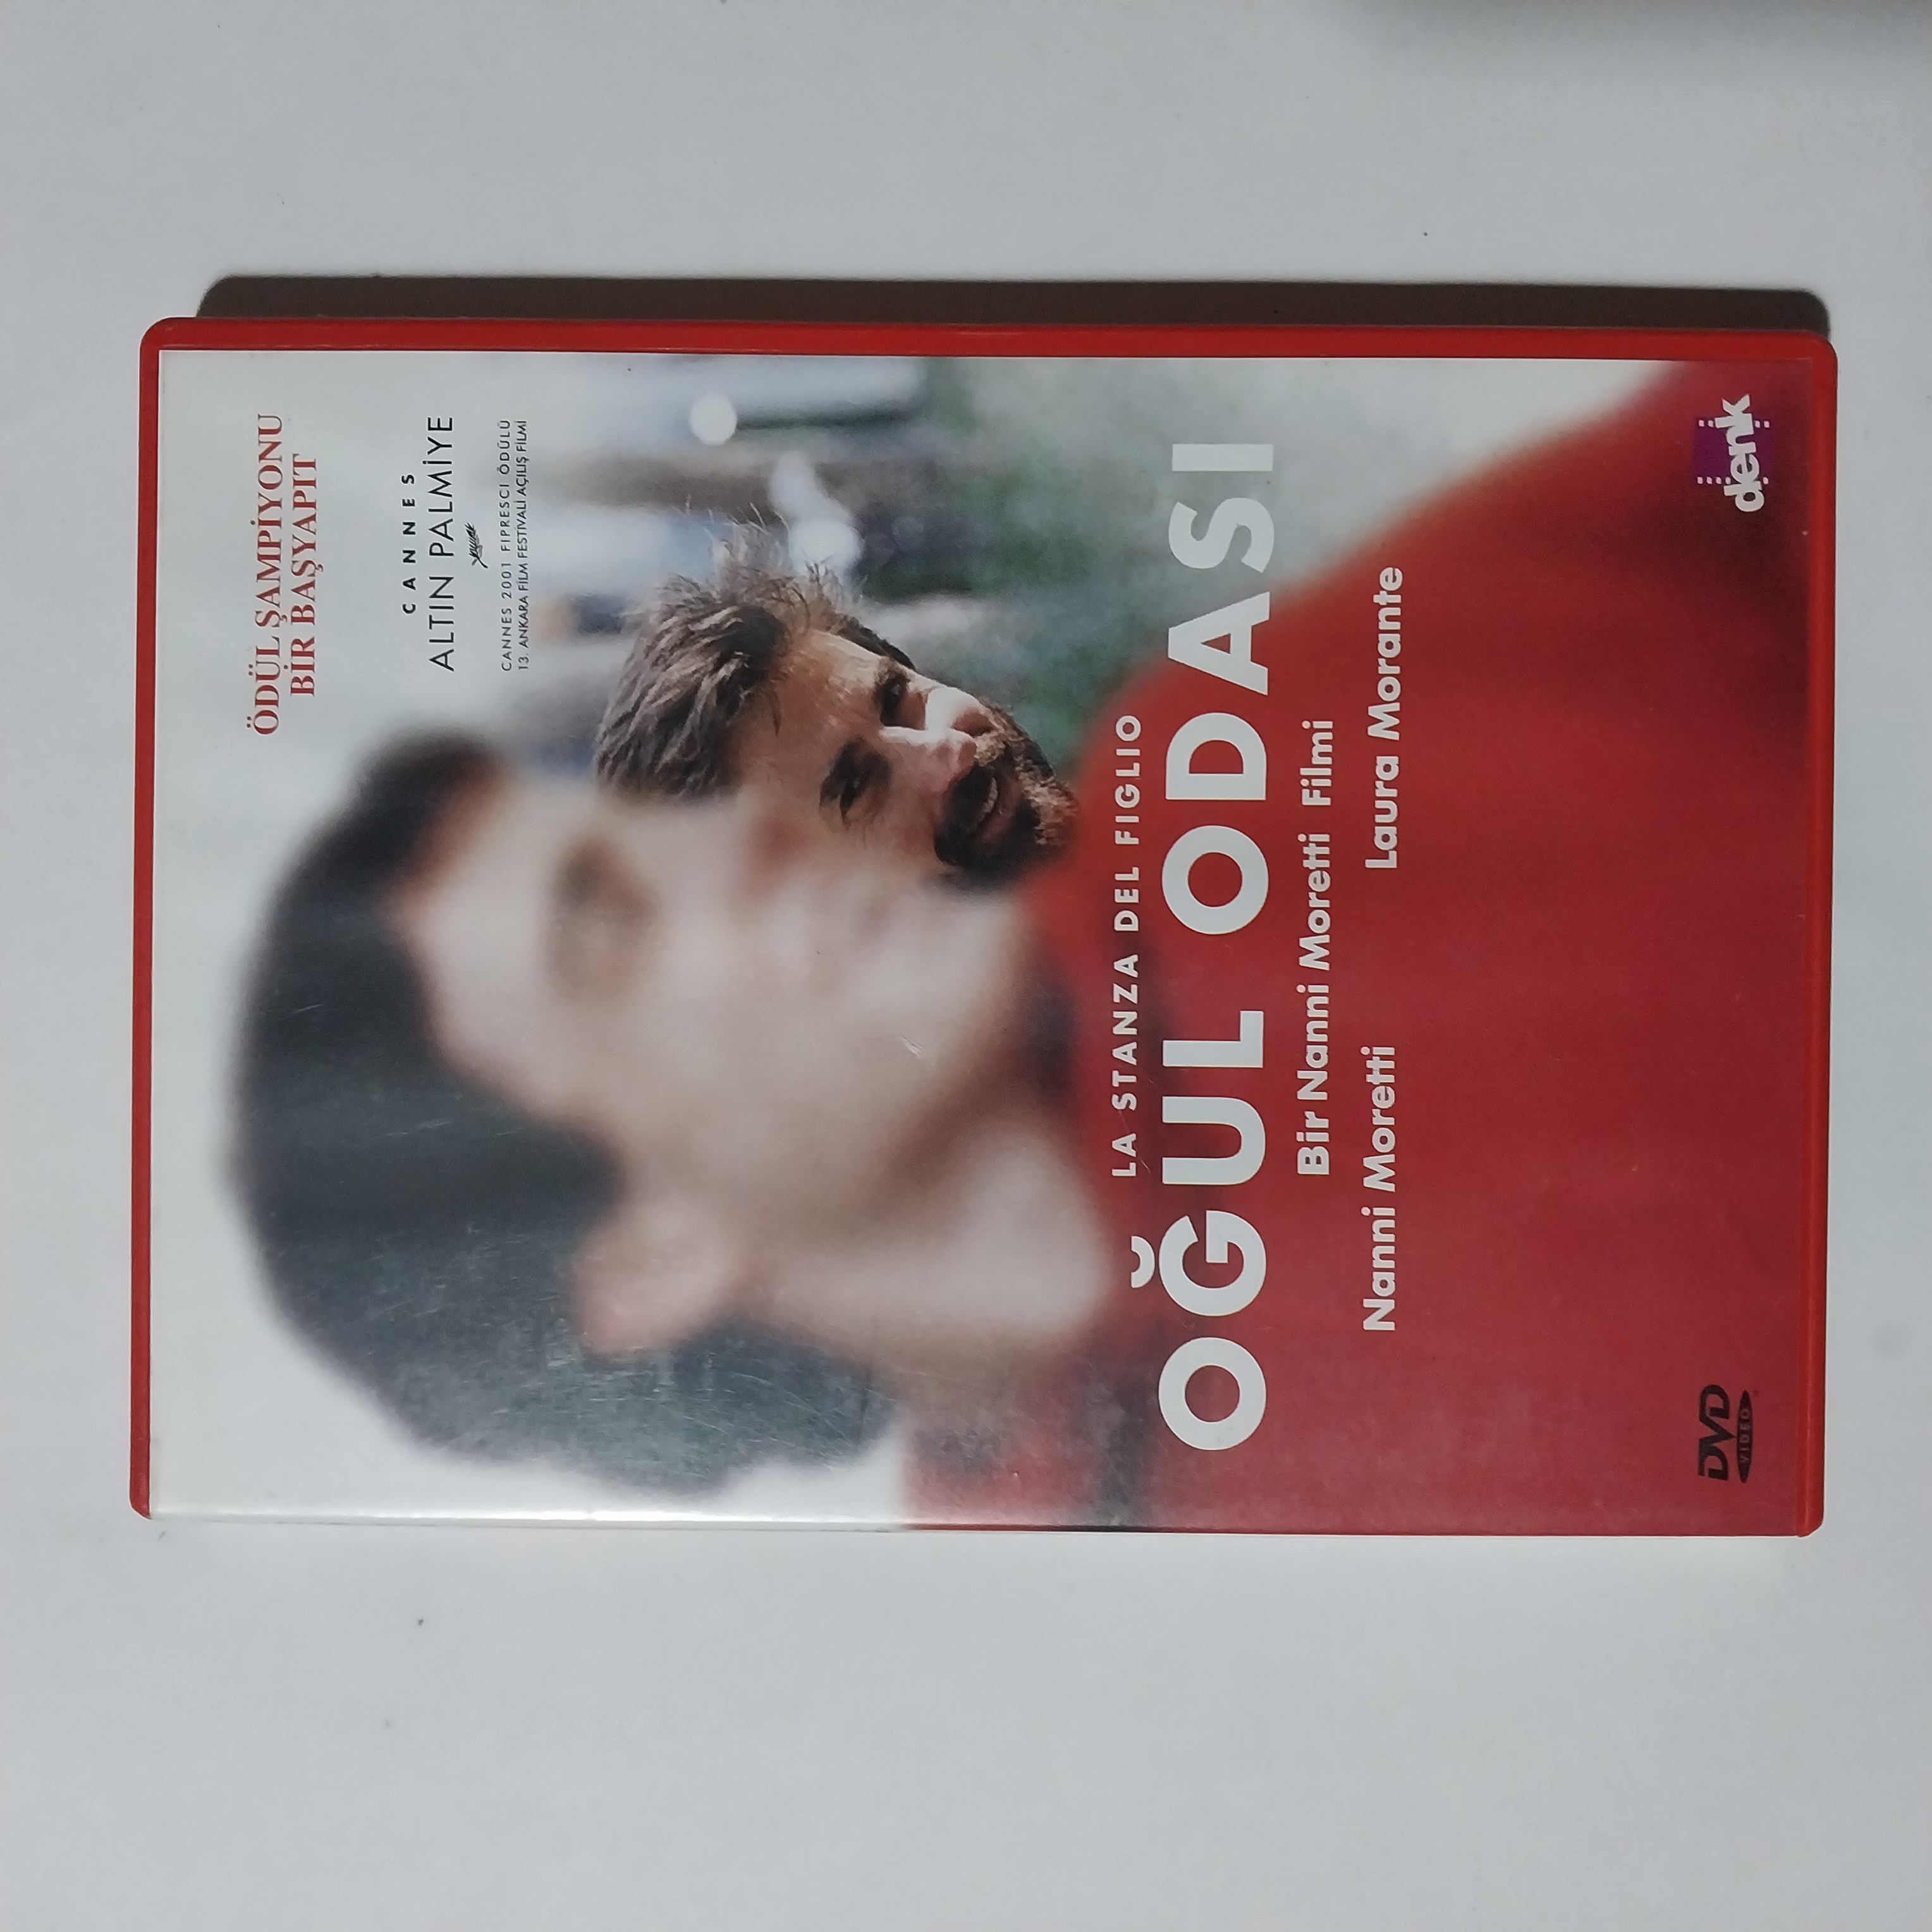 ÖDÜL ŞAMPİYONU
BİR BAŞYAPIT
CANNES
ALTIN PALMİYE
CANNES 2001 FIPRESCI ÖDÜLÜ
13. ANKARA FİLM FESTİVALİ AÇILIŞ FİLMİ
LA STANZA DEL FIGLIO
OĞUL ODASI
Bir Nanni Moretti Filmi
Nanni Moretti Laura Morante
DVD
VIDEO
denk